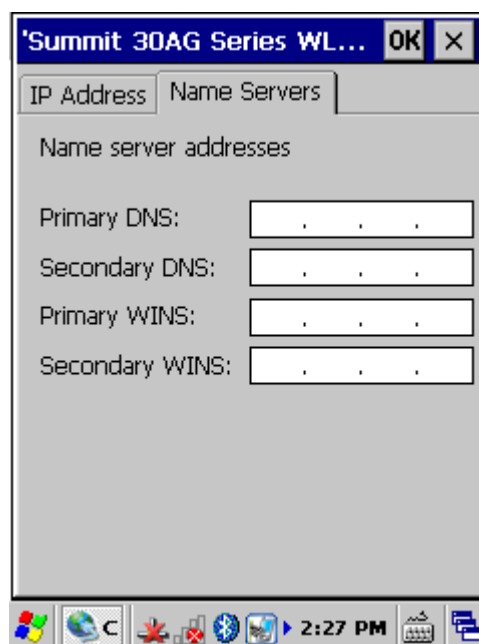 'Summit 30AG Series WL... OK ×
IP Address Name Servers
Name server addresses
Primary DNS: . . .
Secondary DNS: . . .
Primary WINS: . . .
Secondary WINS: . . .
C 2:27 PM